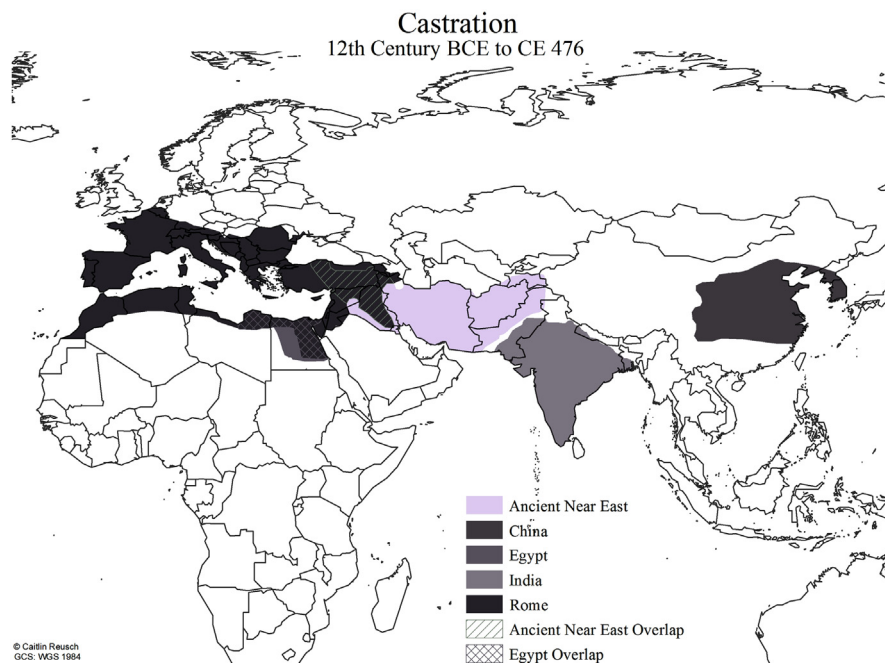 Castration
12th Century BCE to CE 476
Ancient Near East
China
Egypt
India
Rome
Ancient Near East Overlap
Egypt Overlap
© Caitlin Reusch
GCS: WGS 1984